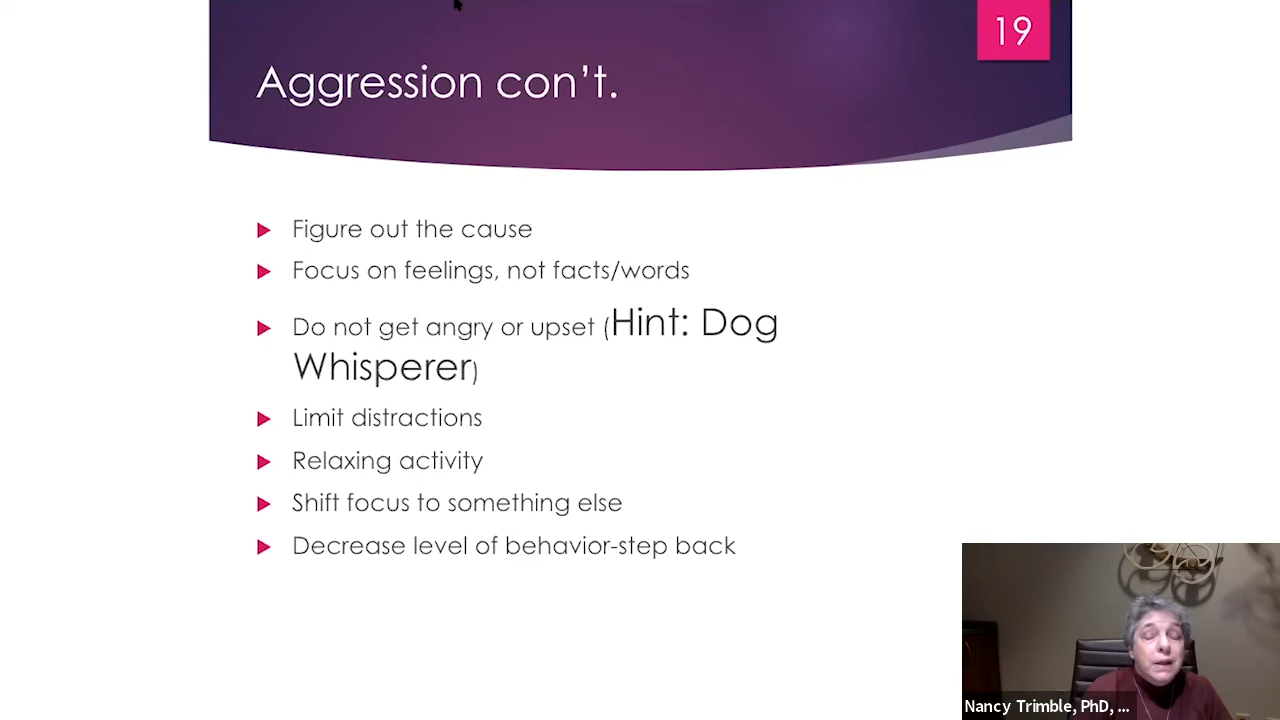 19
Aggression con’t.
Figure out the cause
Focus on feelings, not facts/words
Do not get angry or upset (Hint: Dog
Whisperer)
Limit distractions
Relaxing activity
Shift focus to something else
Decrease level of behavior-step back
Nancy Trimble, PhD, ...